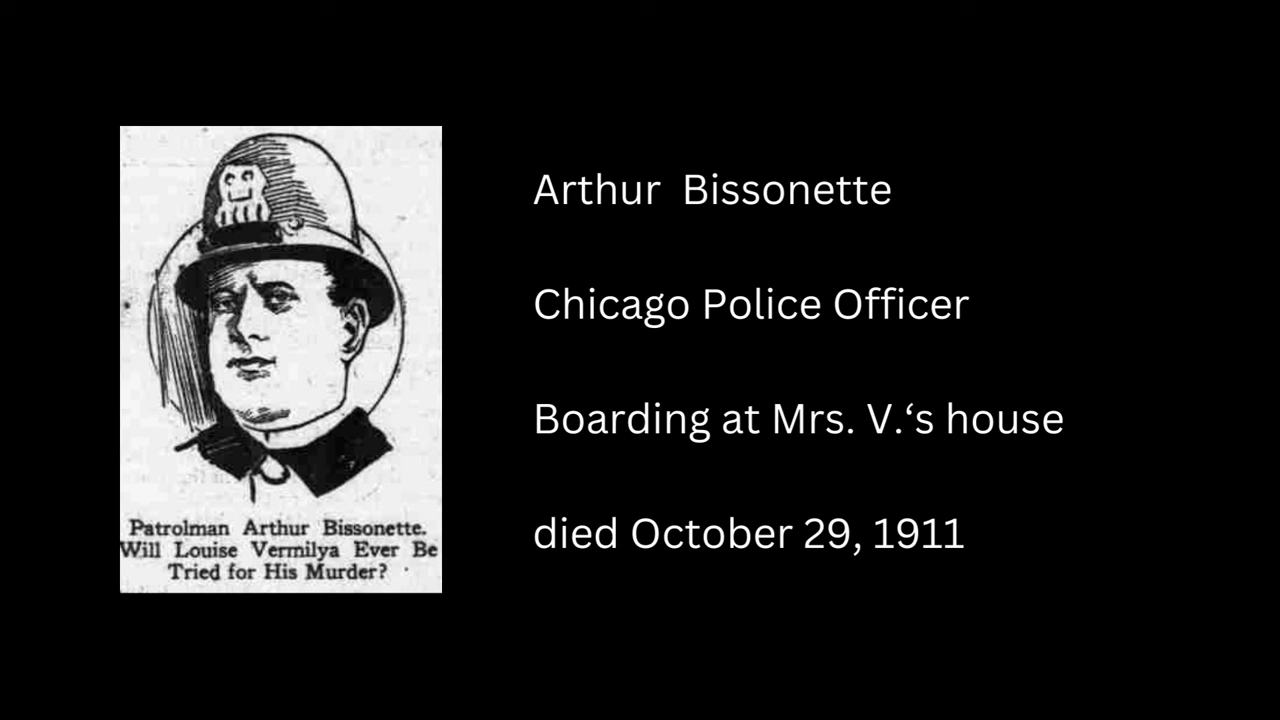 Arthur  Bissonette
Chicago Police Officer
Boarding at Mrs. V.‘s house
died October 29, 1911
Patrolman Arthur Bissonette.
Will Louise Vermilya Ever Be
Tried for His Murder?